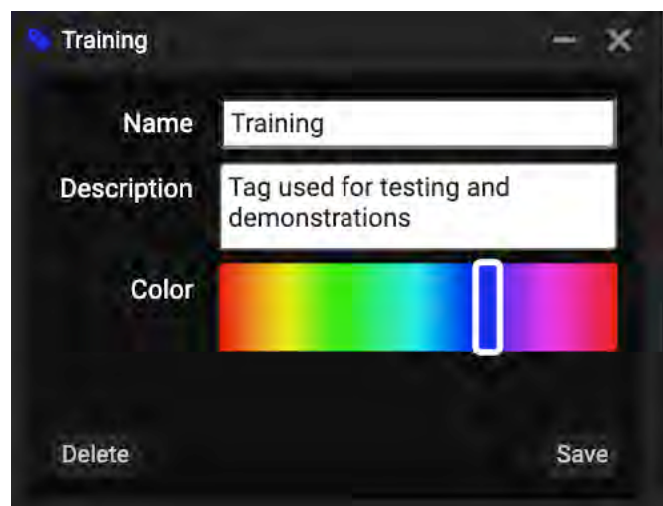 Training
Name Training
Description Tag used for testing and
demonstrations
Color
Delete Save